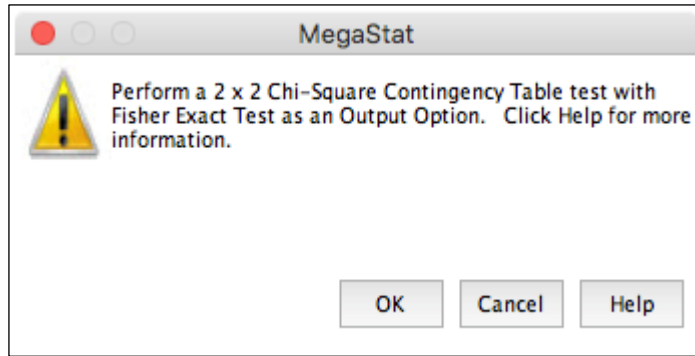 MegaStat
Perform a 2 x 2 Chi-Square Contingency Table test with
Fisher Exact Test as an Output Option.   Click Help for more
information.
OK
Cancel
Help